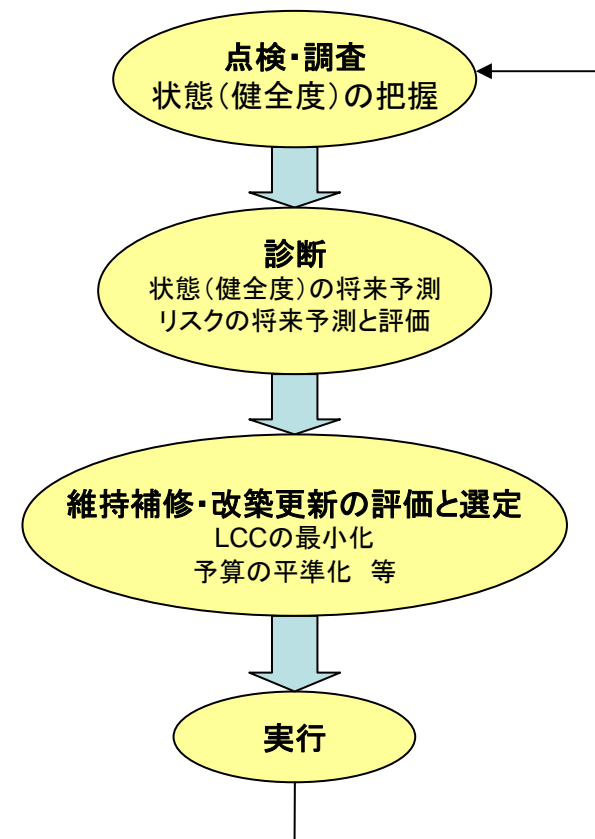 点検・調査
状態(健全度)の把握
診断
状態(健全度)の将来予測
リスクの将来予測と評価
維持補修・改築更新の評価と選定
LCCの最小化
予算の平準化 等
実行